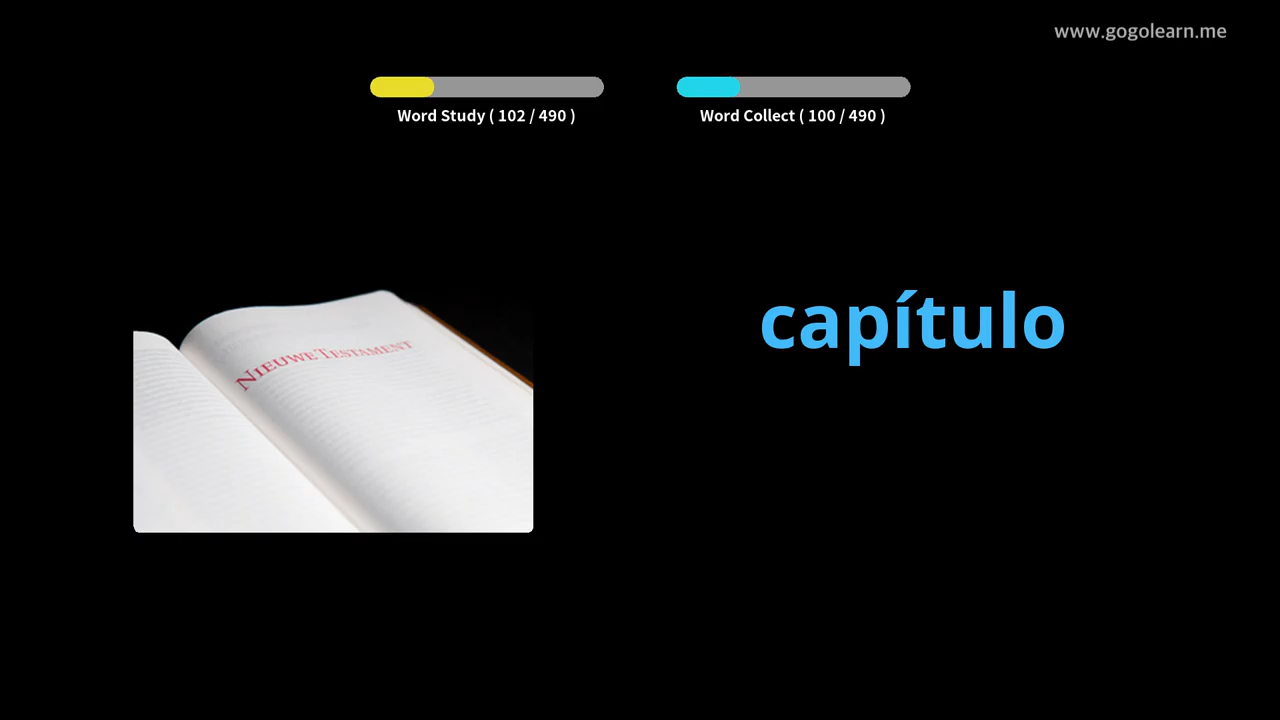 www.gogolearn.me
Word Study ( 102 / 490 )
Word Collect ( 100 / 490 )
NIEUWE TESTAMENT
capítulo